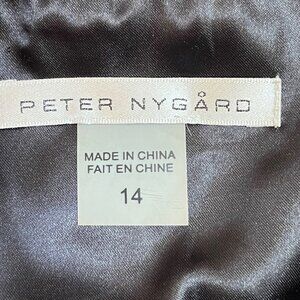 PETER NYGÅRD
MADE IN CHINA
FAIT EN CHINE
14